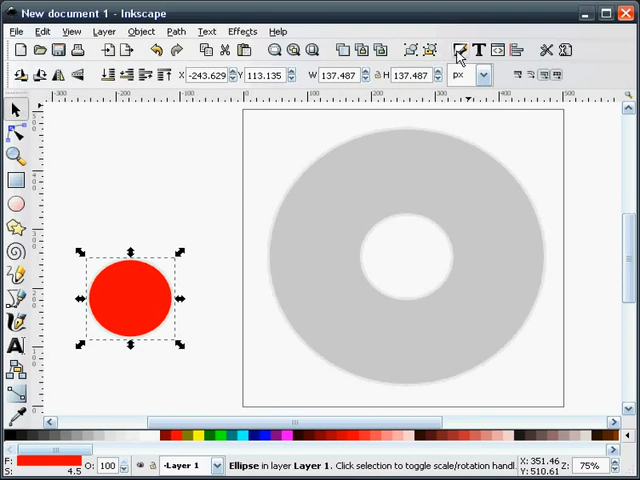 New document 1 - Inkscape
File Edit View Layer Object Path Text Effects Help
X -243.629 Y 113.135 W 137.487 H 137.487 px
-300 -200 -100 0 100 200 300 400 500
F: O: 100 Layer 1 Ellipse in layer Layer 1. Click selection to toggle scale/rotation handl. X: 351.46 Z: 75%
S: 4.5 Y: 510.61